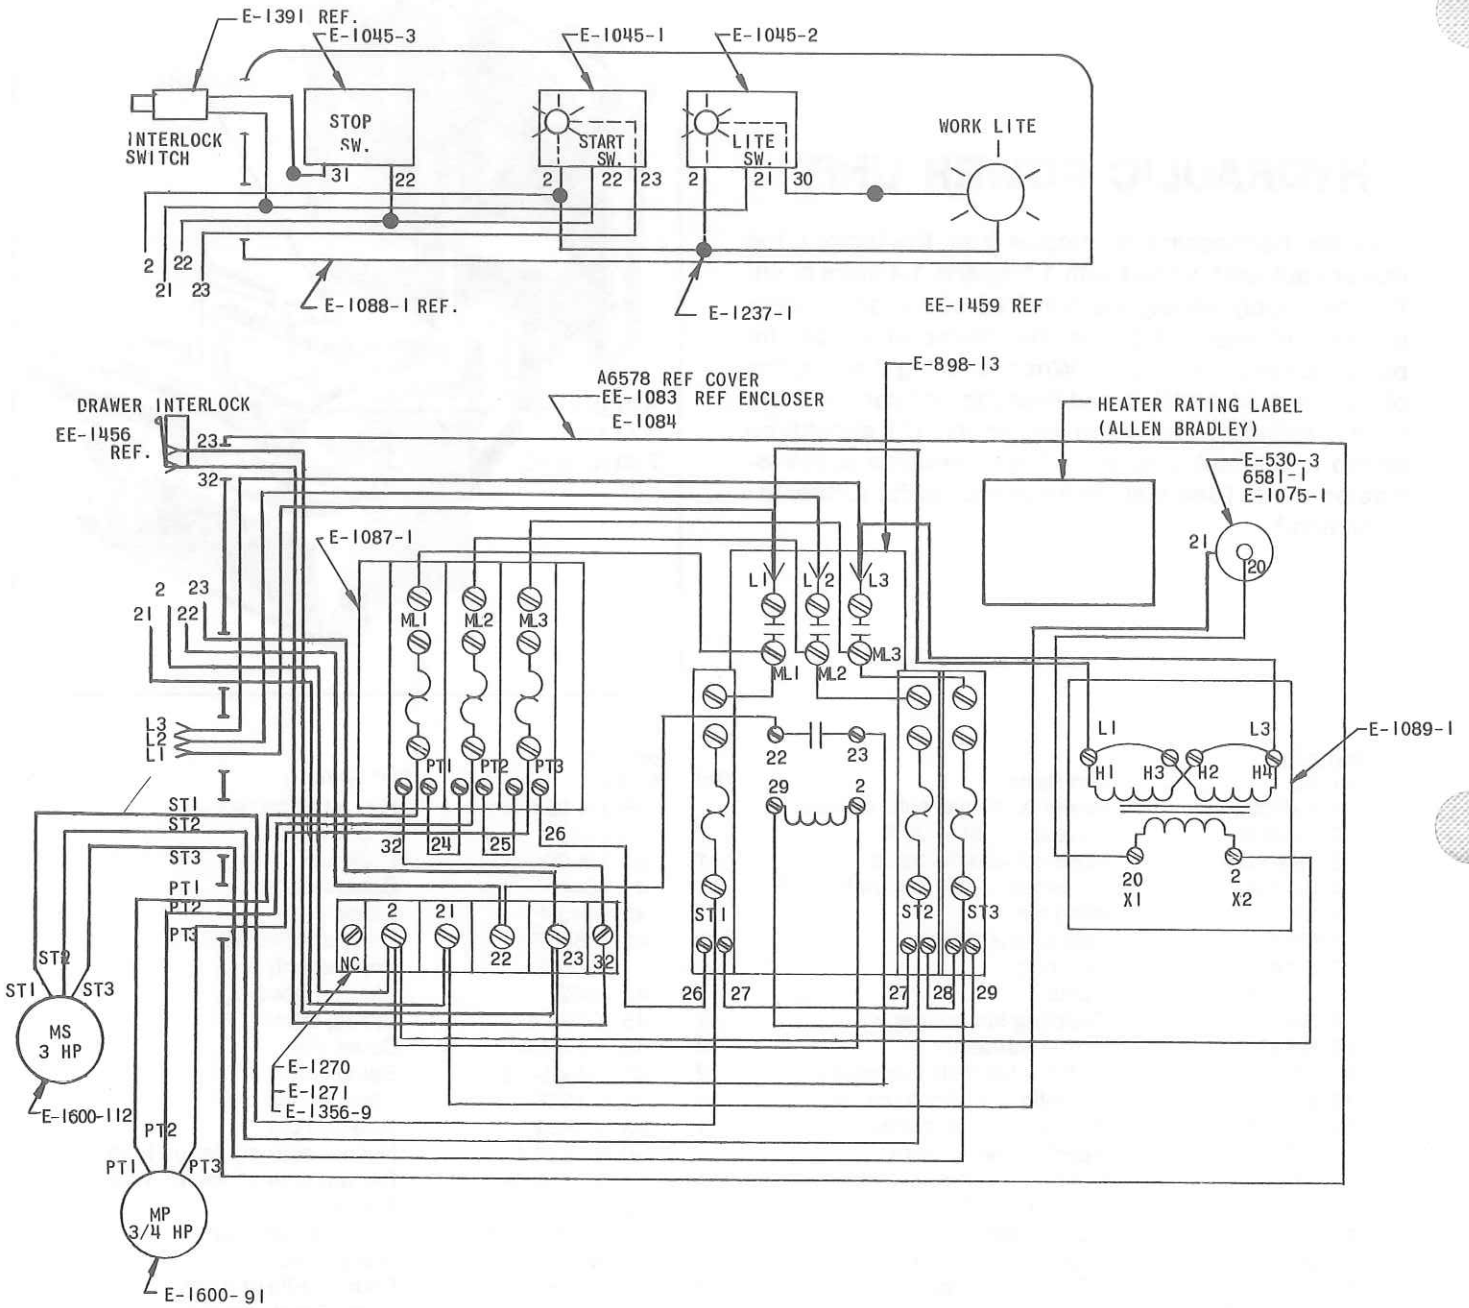 E-1391 REF.
E-1045-3
E-1045-1
E-1045-2
INTERLOCK
SWITCH
STOP
SW.
START
SW.
LITE
SW.
WORK LITE
31
22
2
22
23
2
21
30
2
22
21
23
E-1088-1 REF.
E-1237-1
EE-1459 REF
E-898-13
A6578 REF COVER
EE-1083 REF ENCLOSER
E-1084
HEATER RATING LABEL
(ALLEN BRADLEY)
DRAWER INTERLOCK
EE-1456
REF.
23
32
E-530-3
6581-1
E-1075-1
E-1087-1
21
20
L1
L2
L3
2
23
21
22
ML1
ML2
ML3
ML1
ML2
ML3
L3
L2
L1
22
23
L1
L3
E-1089-1
H1
H3
H2
H4
PT1
PT2
PT3
29
2
ST1
ST2
ST3
32
24
25
26
20
X1
2
X2
PT1
PT2
PT3
NC
2
21
22
23
32
ST1
ST2
ST3
26
27
27
28
29
ST2
ST1
ST3
MS
3 HP
E-1270
E-1271
E-1356-9
E-1600-112
PT2
PT1
PT3
MP
3/4 HP
E-1600-91